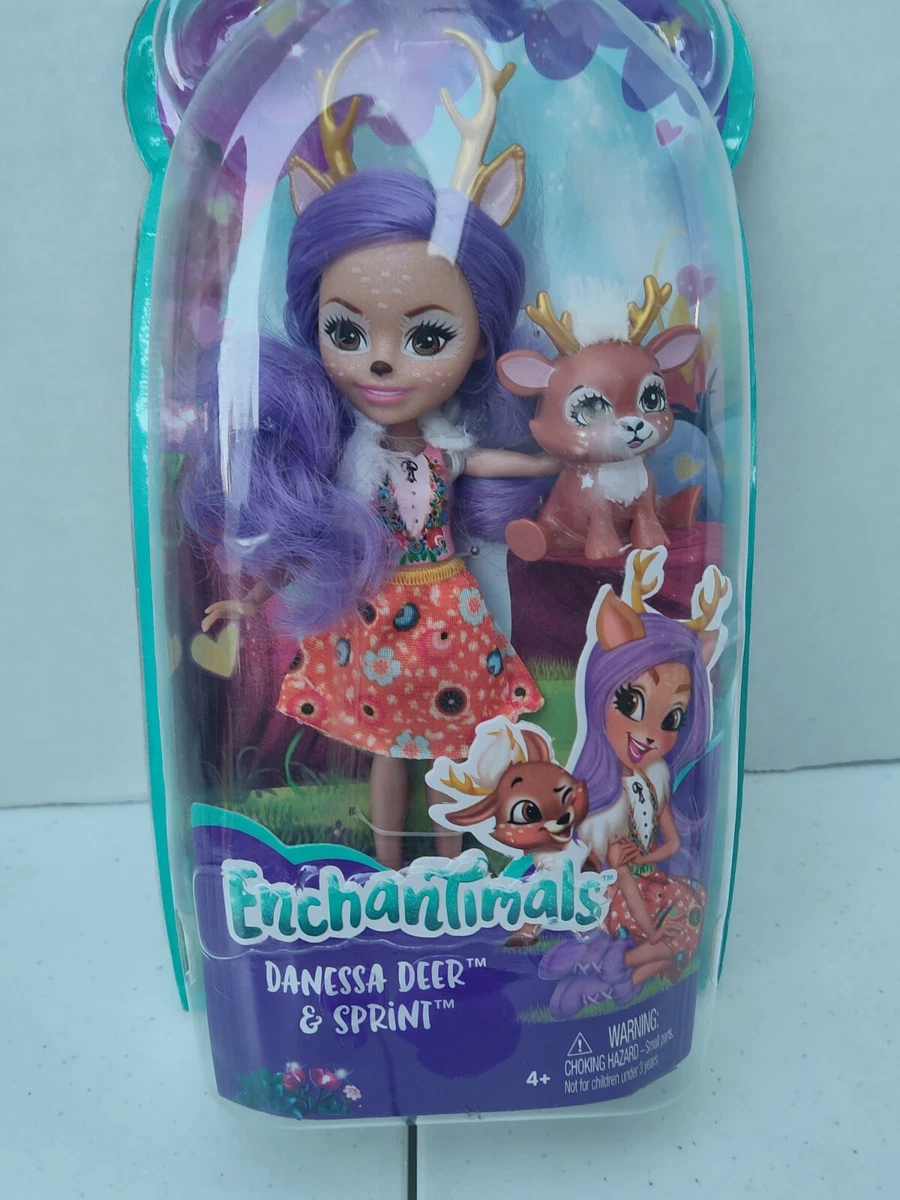 Enchantimals™
DANESSA DEER™
& SPRiNT™
4+
WARNING:
CHOKING HAZARD – Small parts.
Not for children under 3 years.